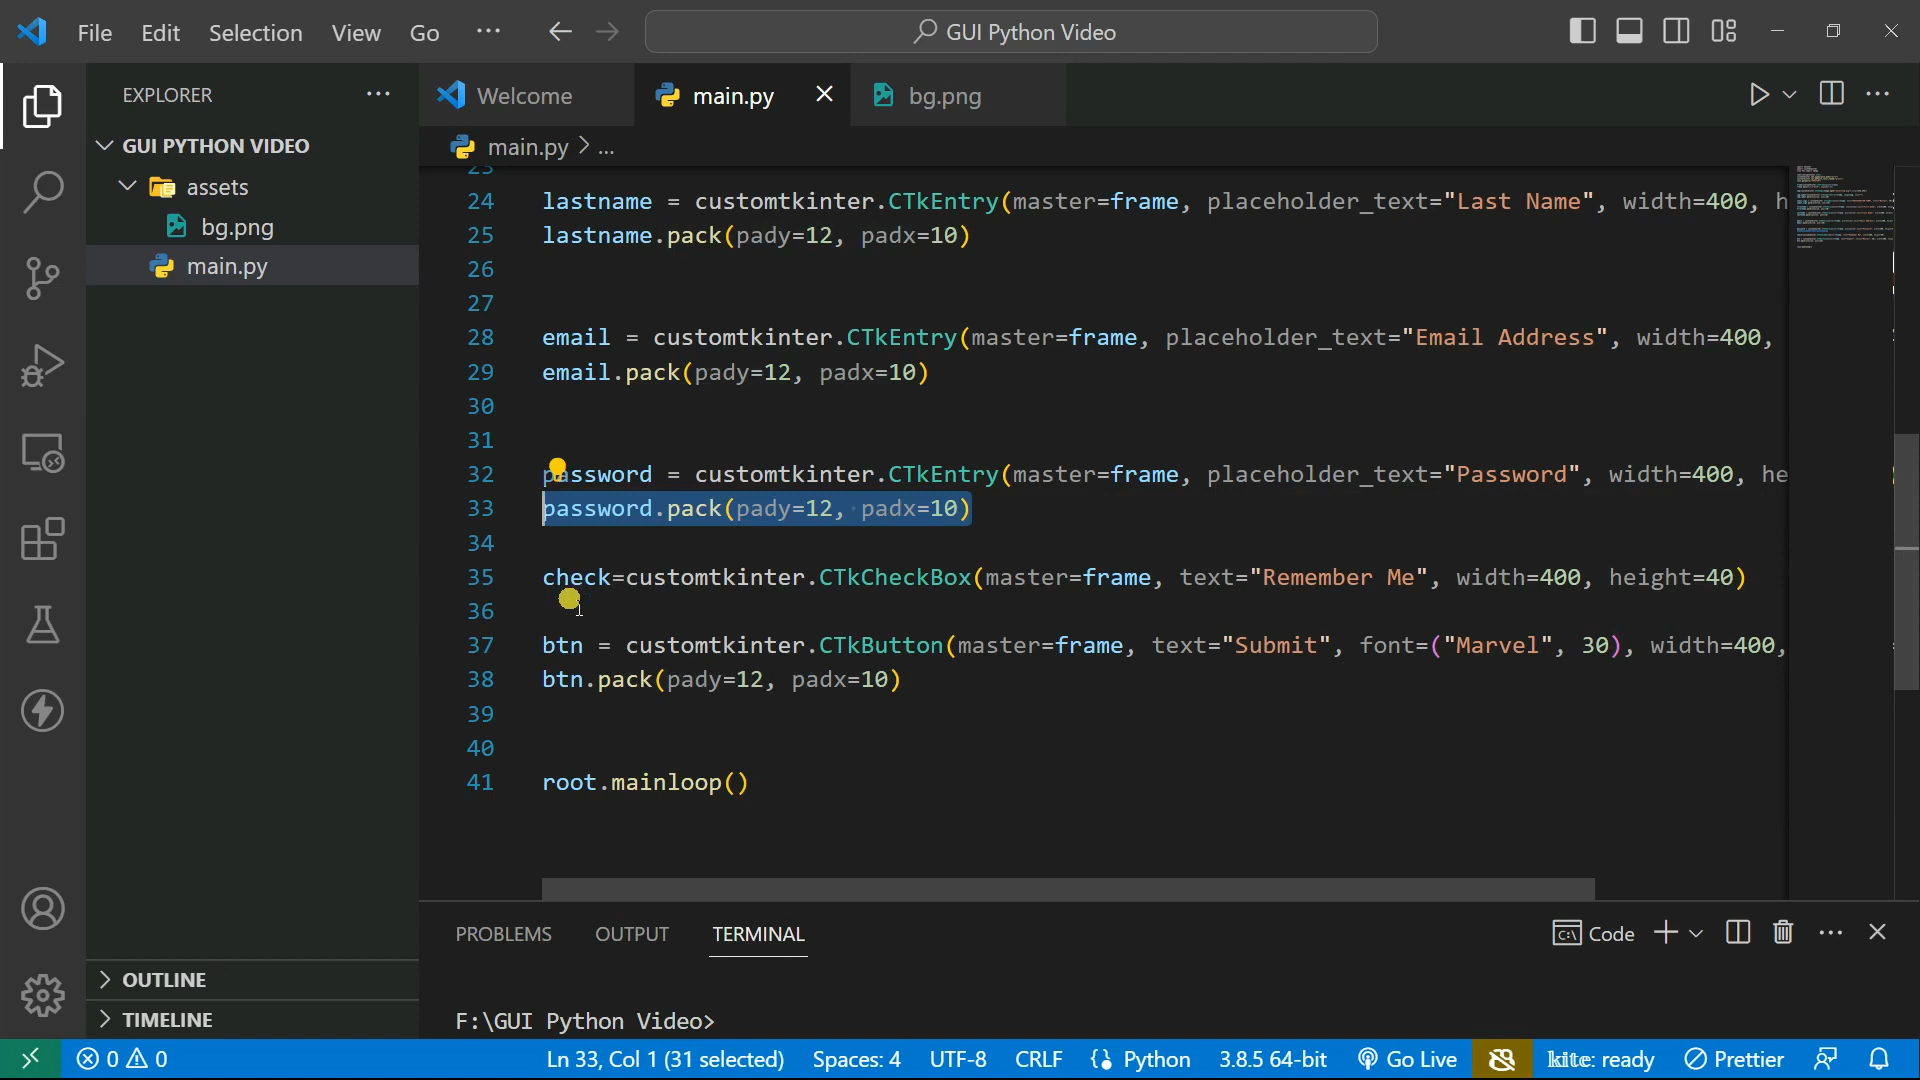 File Edit Selection View Go ··· GUI Python Video
EXPLORER ···
Welcome main.py bg.png
GUI PYTHON VIDEO
main.py > ...
assets
bg.png
main.py
23
24 lastname = customtkinter.CTkEntry(master=frame, placeholder_text="Last Name", width=400, h
25 lastname.pack(pady=12, padx=10)
26
27
28 email = customtkinter.CTkEntry(master=frame, placeholder_text="Email Address", width=400,
29 email.pack(pady=12, padx=10)
30
31
32 password = customtkinter.CTkEntry(master=frame, placeholder_text="Password", width=400, he
33 password.pack(pady=12, padx=10)
34
35 check=customtkinter.CTkCheckBox(master=frame, text="Remember Me", width=400, height=40)
36
37 btn = customtkinter.CTkButton(master=frame, text="Submit", font=("Marvel", 30), width=400,
38 btn.pack(pady=12, padx=10)
39
40
41 root.mainloop()
PROBLEMS OUTPUT TERMINAL Code
F:\GUI Python Video>
OUTLINE
TIMELINE
0 0 Ln 33, Col 1 (31 selected) Spaces: 4 UTF-8 CRLF Python 3.8.5 64-bit Go Live kite: ready Prettier